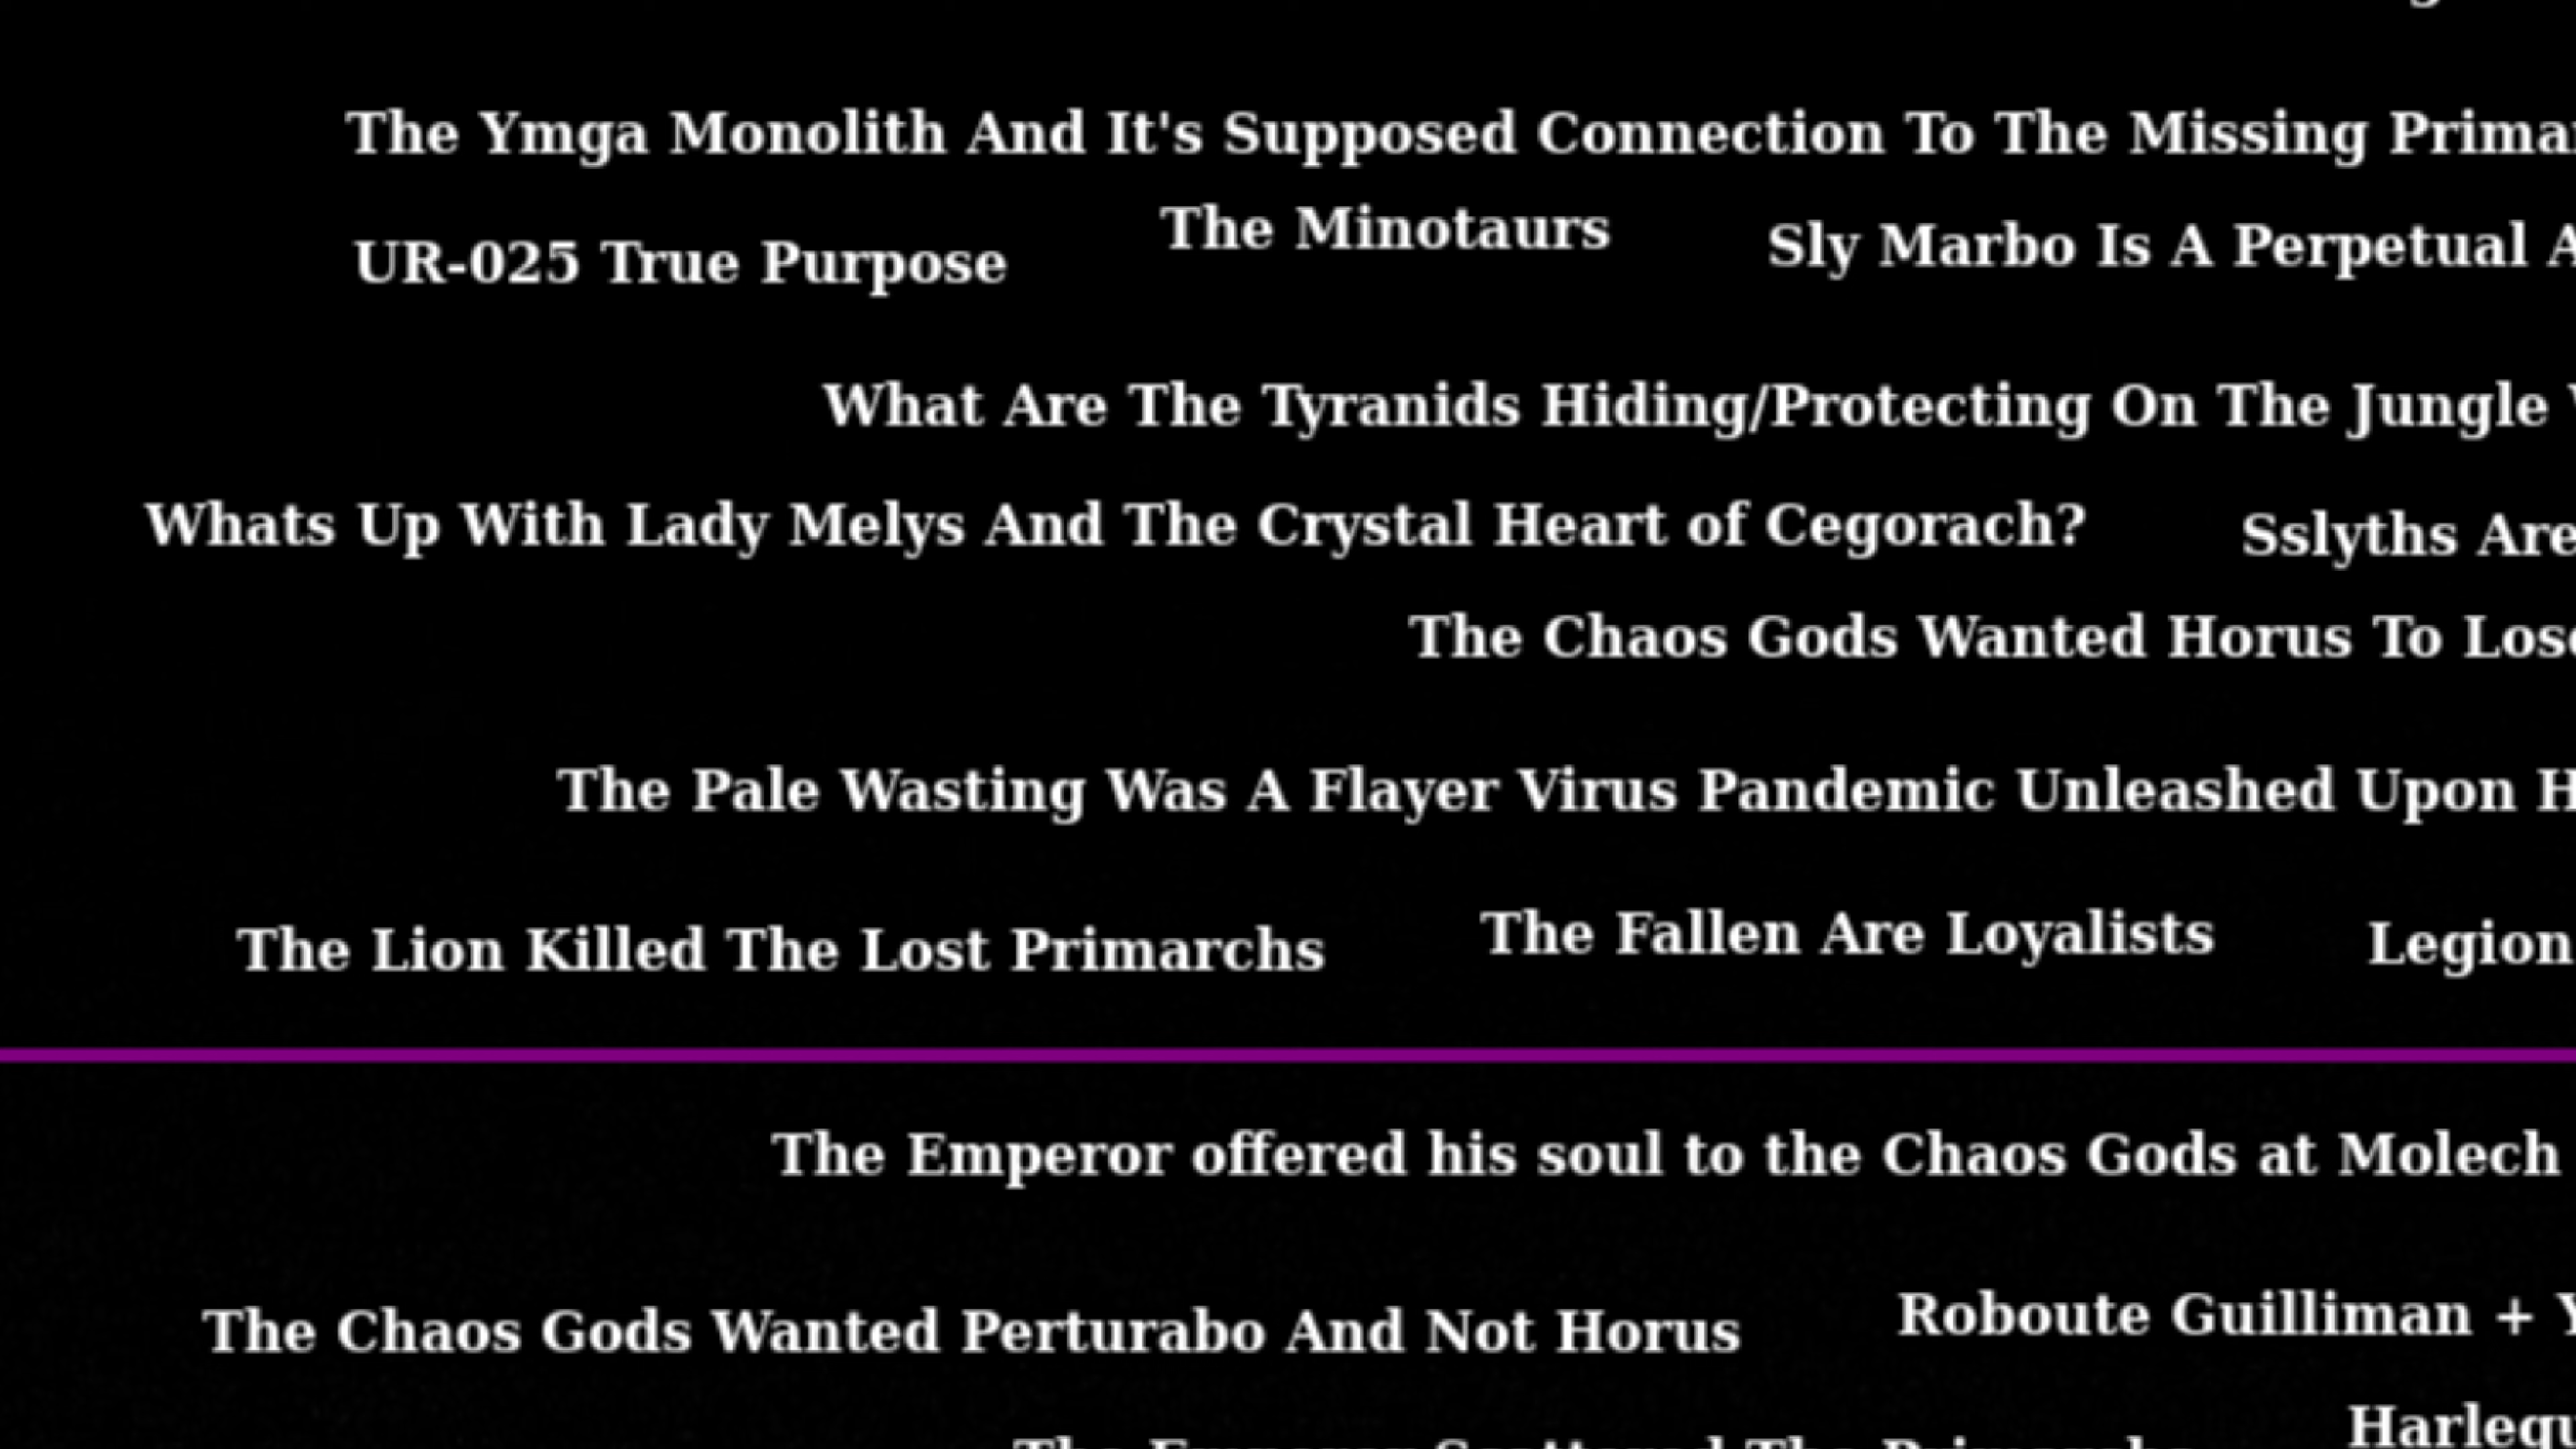 The Ymga Monolith And It's Supposed Connection To The Missing
The Minotaurs
UR-025 True Purpose
Sly Marbo Is A Perpetual
What Are The Tyranids Hiding/Protecting On The Jungle
Whats Up With Lady Melys And The Crystal Heart of Cegorach?
Sslyths Are
The Chaos Gods Wanted Horus To
The Pale Wasting Was A Flayer Virus Pandemic Unleashed Upon
The Lion Killed The Lost Primarchs
The Fallen Are Loyalists
Legion
The Emperor offered his soul to the Chaos Gods at Molech
The Chaos Gods Wanted Perturabo And Not Horus
Roboute Guilliman +